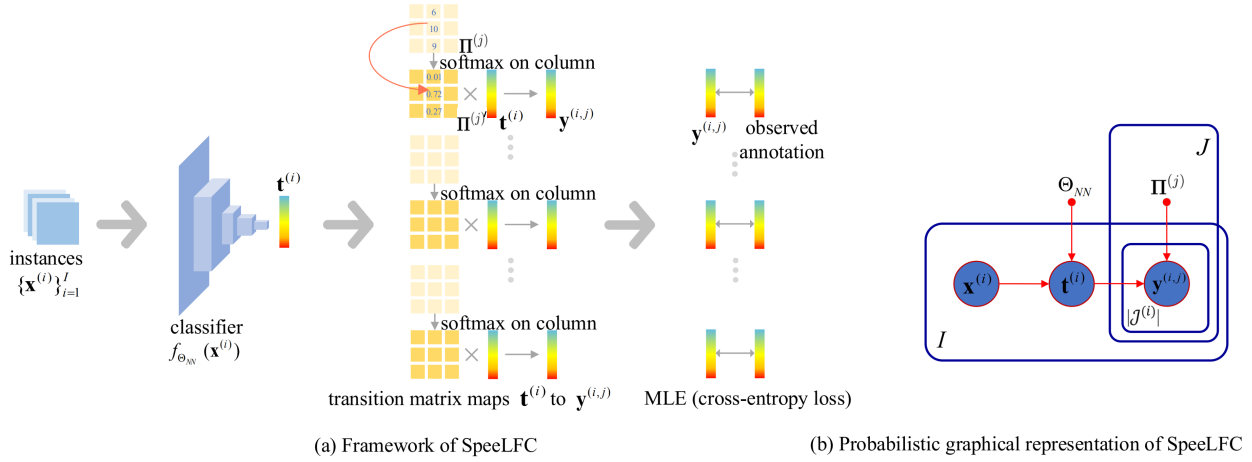 6
10
9
Π^(j)
softmax on column
0.01
0.72
0.27
×
Π^(j)′
t^(i)
y^(i,j)
softmax on column
×
softmax on column
×
transition matrix maps t^(i) to y^(i,j)
instances
{x^(i)}_{i=1}^I
t^(i)
classifier
f_{Θ_NN}(x^(i))
y^(i,j)
observed
annotation
MLE (cross-entropy loss)
(a) Framework of SpeeLFC
J
Θ_NN
Π^(j)
x^(i)
t^(i)
y^(i,j)
|𝒥^(i)|
I
(b) Probabilistic graphical representation of SpeeLFC